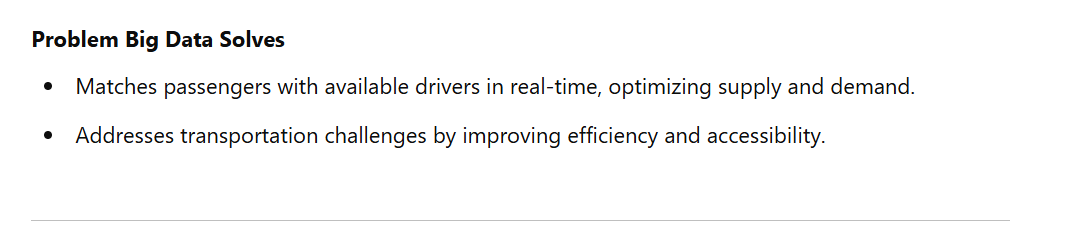 Problem Big Data Solves
• Matches passengers with available drivers in real-time, optimizing supply and demand.
• Addresses transportation challenges by improving efficiency and accessibility.